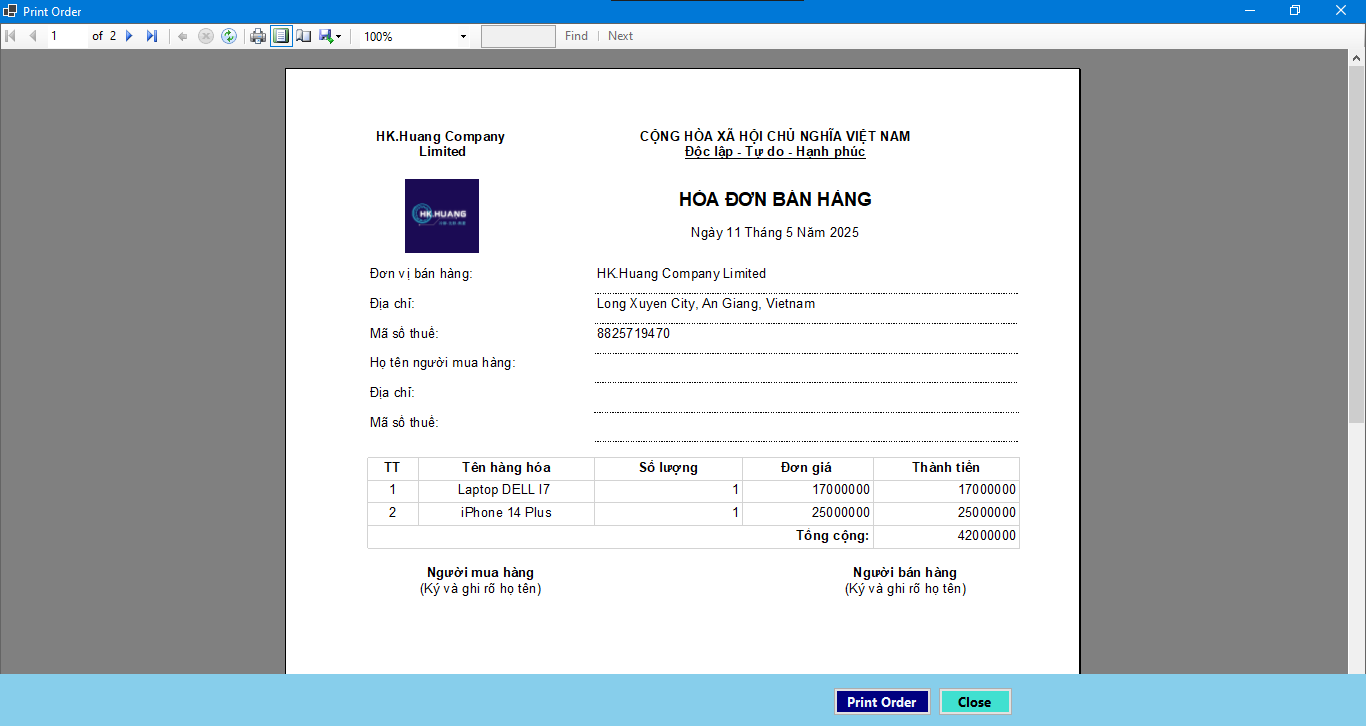 Print Order
1 of 2 100% Find Next
HK.Huang Company
Limited
CỘNG HÒA XÃ HỘI CHỦ NGHĨA VIỆT NAM
Độc lập - Tự do - Hạnh phúc
HK.HUANG
HÓA ĐƠN BÁN HÀNG
Ngày 11 Tháng 5 Năm 2025
Đơn vị bán hàng: HK.Huang Company Limited
Địa chỉ: Long Xuyen City, An Giang, Vietnam
Mã số thuế: 8825719470
Họ tên người mua hàng:
Địa chỉ:
Mã số thuế:
TT Tên hàng hóa Số lượng Đơn giá Thành tiền
1 Laptop DELL I7 1 17000000 17000000
2 iPhone 14 Plus 1 25000000 25000000
Tổng cộng: 42000000
Người mua hàng Người bán hàng
(Ký và ghi rõ họ tên) (Ký và ghi rõ họ tên)
Print Order Close